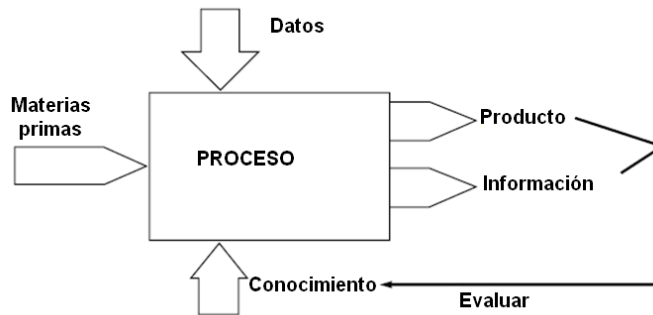 Datos
Materias
primas
Producto
PROCESO
Información
Conocimiento
Evaluar